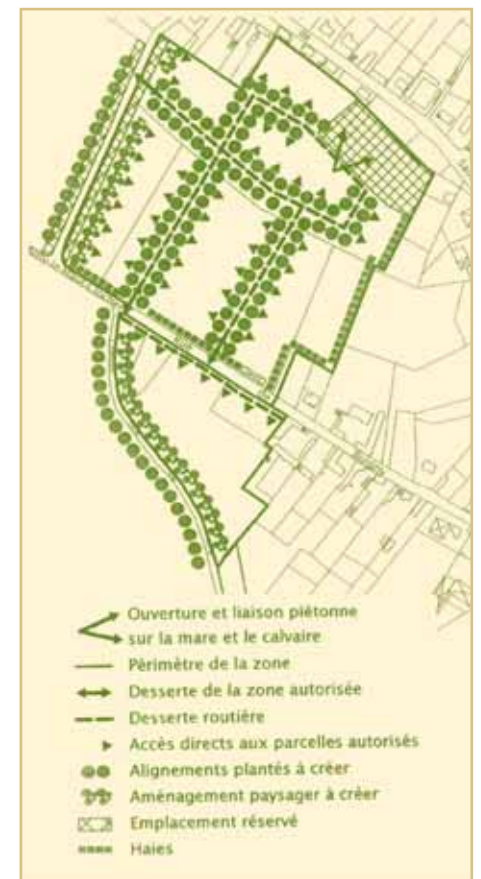 Ouverture et liaison piètonne
sur la mare et le calvaire
Périmètre de la zone
Desserte de la zone autorisée
Desserte routière
Accès directs aux parcelles autorisés
Alignements plantés à créer
Aménagement paysager à créer
Emplacement réservé
Haies